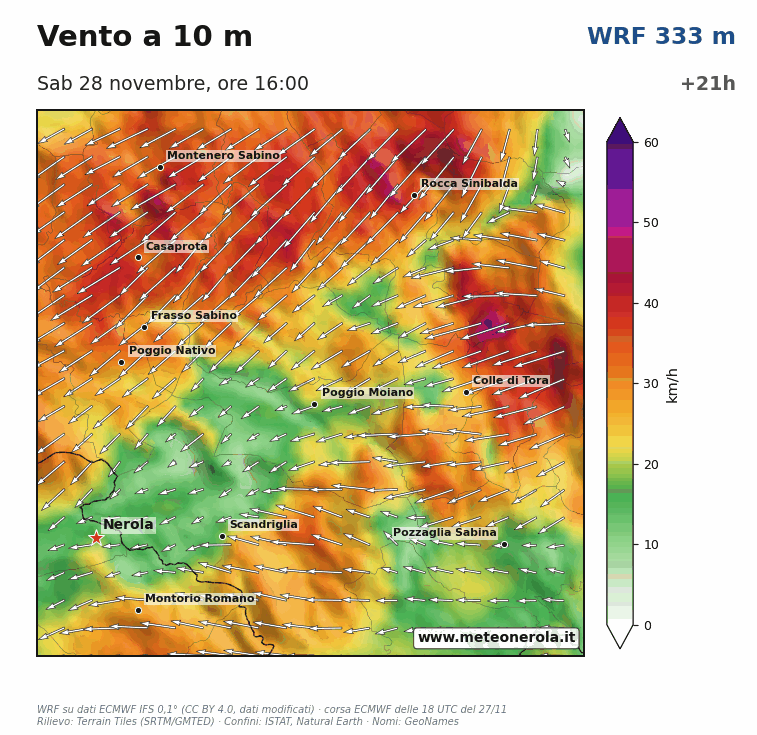 Vento a 10 m
WRF 333 m
Sab 28 novembre, ore 16:00
+21h
Montenero Sabino
Rocca Sinibalda
Casaprota
Frasso Sabino
Poggio Nativo
Colle di Tora
Poggio Moiano
Nerola
Scandriglia
Pozzaglia Sabina
Montorio Romano
www.meteonerola.it
60
50
40
30
20
10
0
km/h
WRF su dati ECMWF IFS 0,1° (CC BY 4.0, dati modificati) · corsa ECMWF delle 18 UTC del 27/11
Rilievo: Terrain Tiles (SRTM/GMTED) · Confini: ISTAT, Natural Earth · Nomi: GeoNames